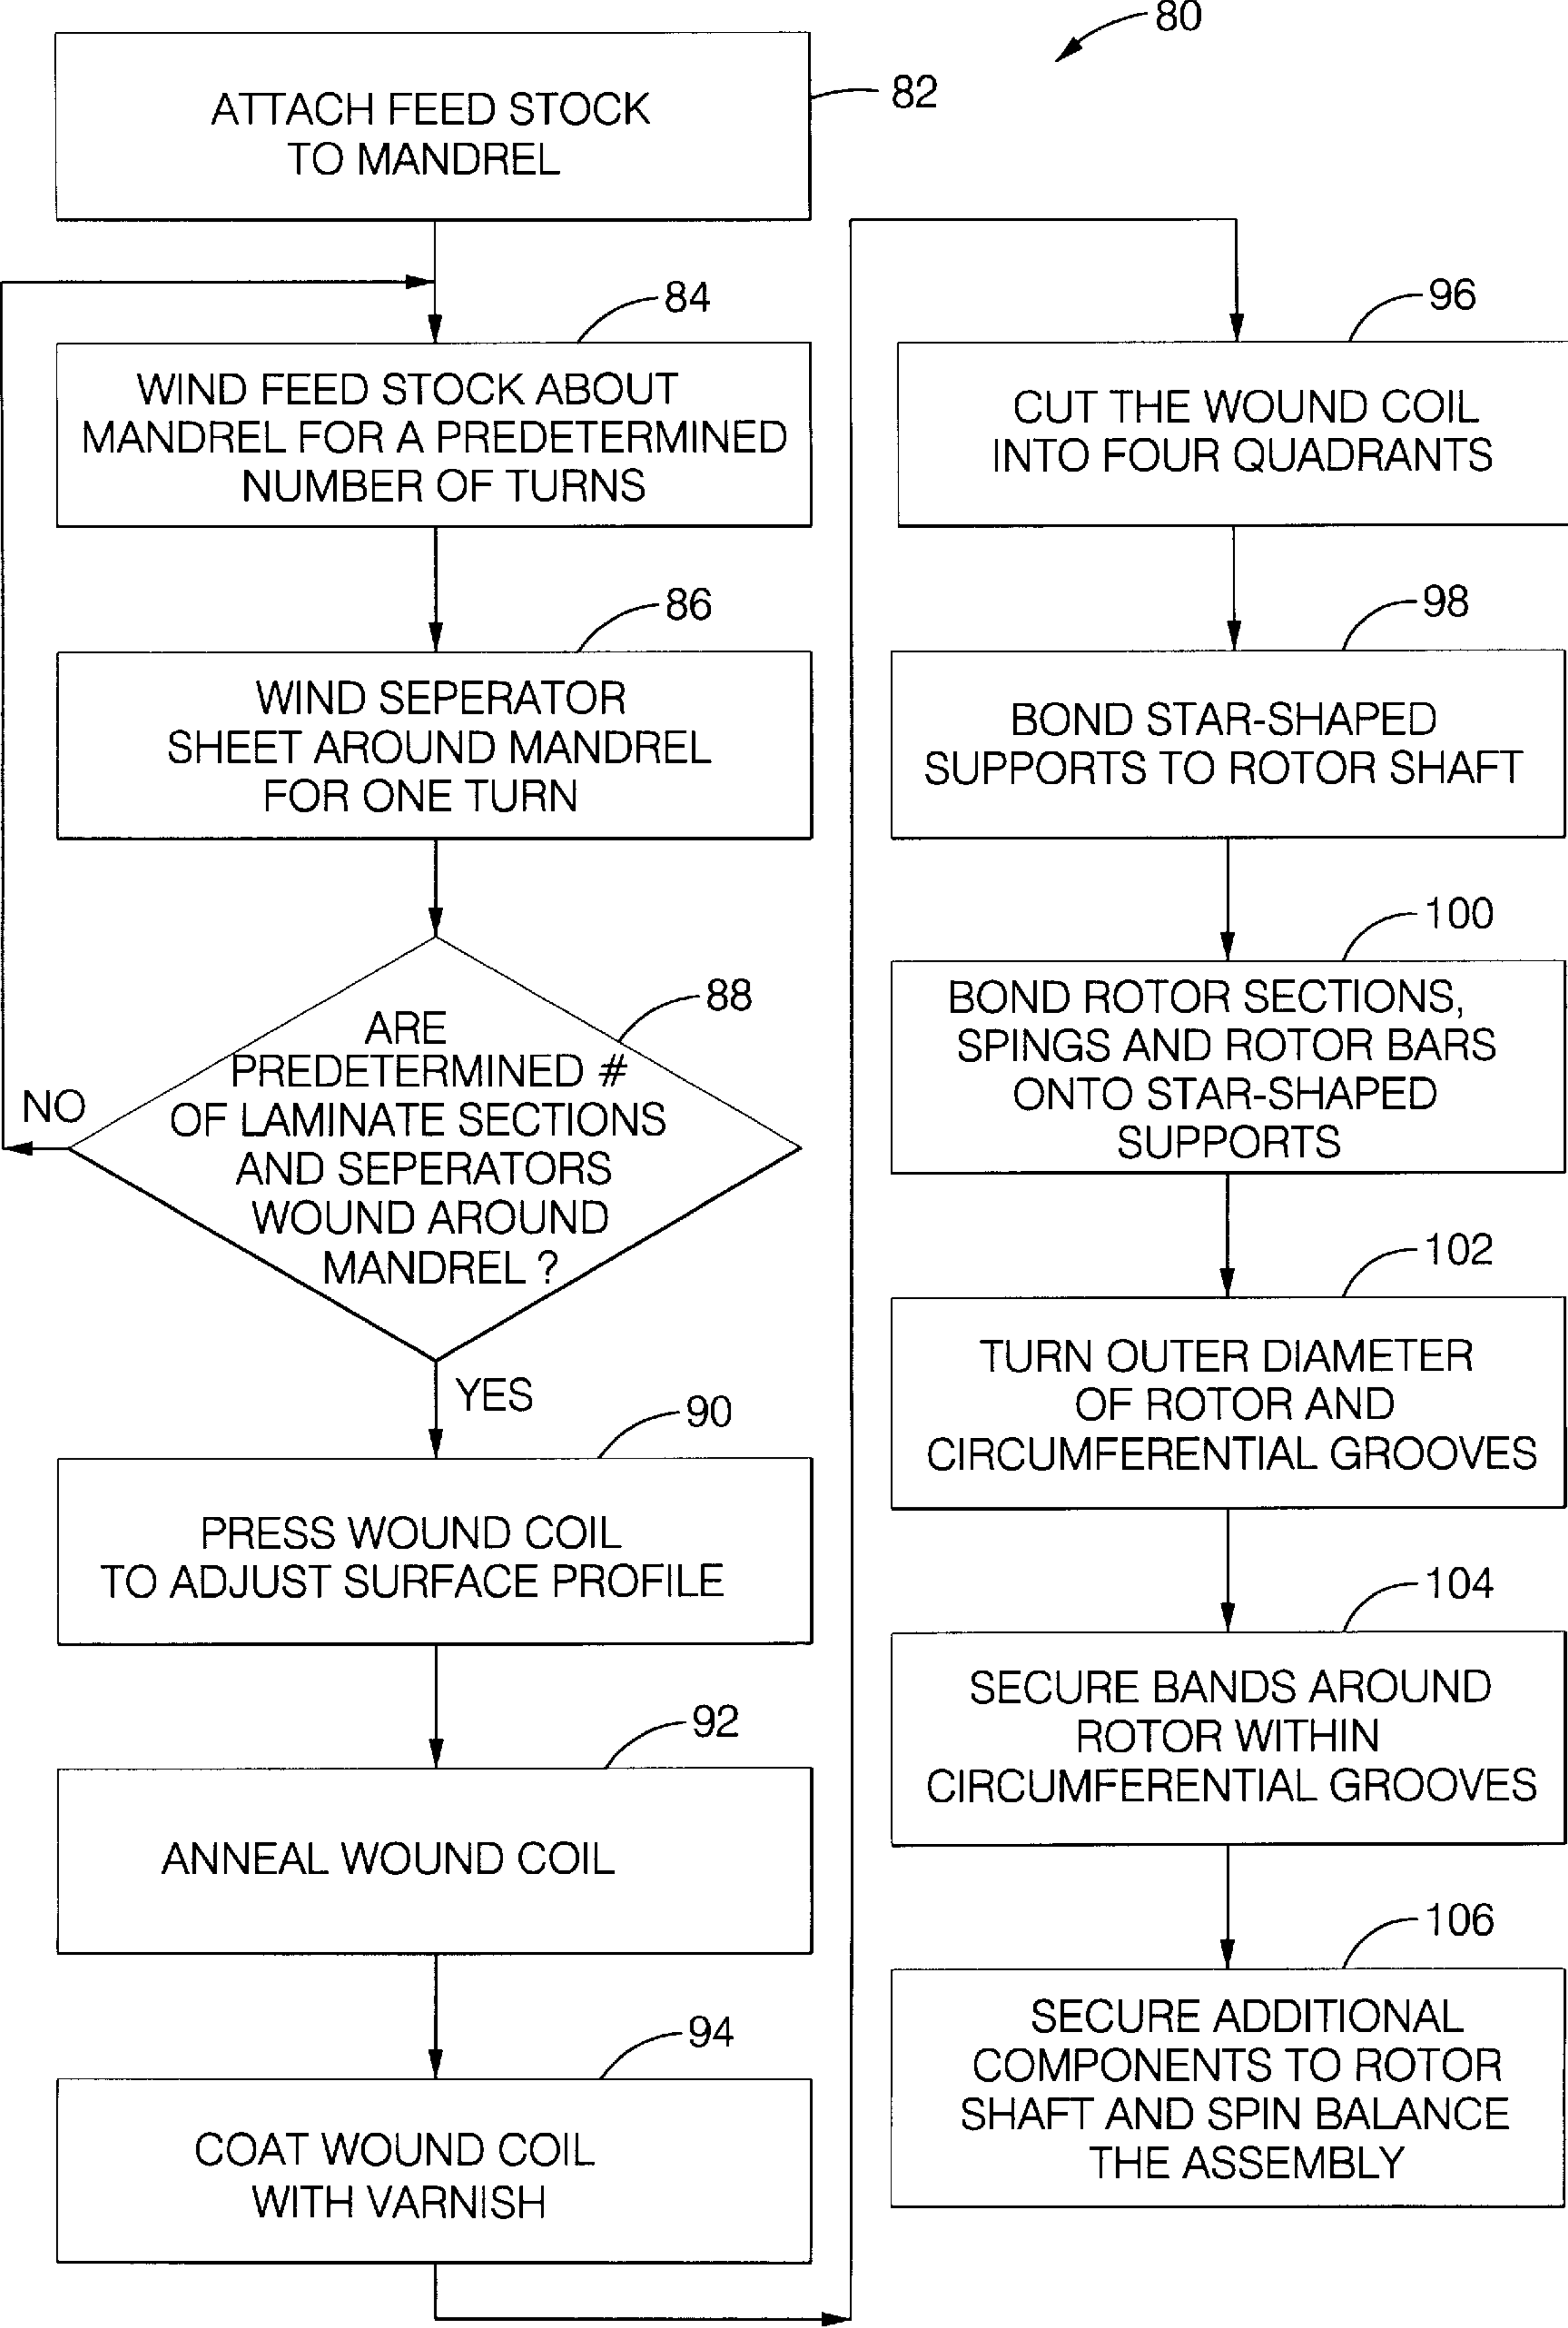 80
ATTACH FEED STOCK
TO MANDREL
82
84
WIND FEED STOCK ABOUT
MANDREL FOR A PREDETERMINED
NUMBER OF TURNS
86
WIND SEPERATOR
SHEET AROUND MANDREL
FOR ONE TURN
88
ARE
PREDETERMINED #
OF LAMINATE SECTIONS
AND SEPERATORS
WOUND AROUND
MANDREL ?
NO
YES
90
PRESS WOUND COIL
TO ADJUST SURFACE PROFILE
92
ANNEAL WOUND COIL
94
COAT WOUND COIL
WITH VARNISH
96
CUT THE WOUND COIL
INTO FOUR QUADRANTS
98
BOND STAR-SHAPED
SUPPORTS TO ROTOR SHAFT
100
BOND ROTOR SECTIONS,
SPINGS AND ROTOR BARS
ONTO STAR-SHAPED
SUPPORTS
102
TURN OUTER DIAMETER
OF ROTOR AND
CIRCUMFERENTIAL GROOVES
104
SECURE BANDS AROUND
ROTOR WITHIN
CIRCUMFERENTIAL GROOVES
106
SECURE ADDITIONAL
COMPONENTS TO ROTOR
SHAFT AND SPIN BALANCE
THE ASSEMBLY